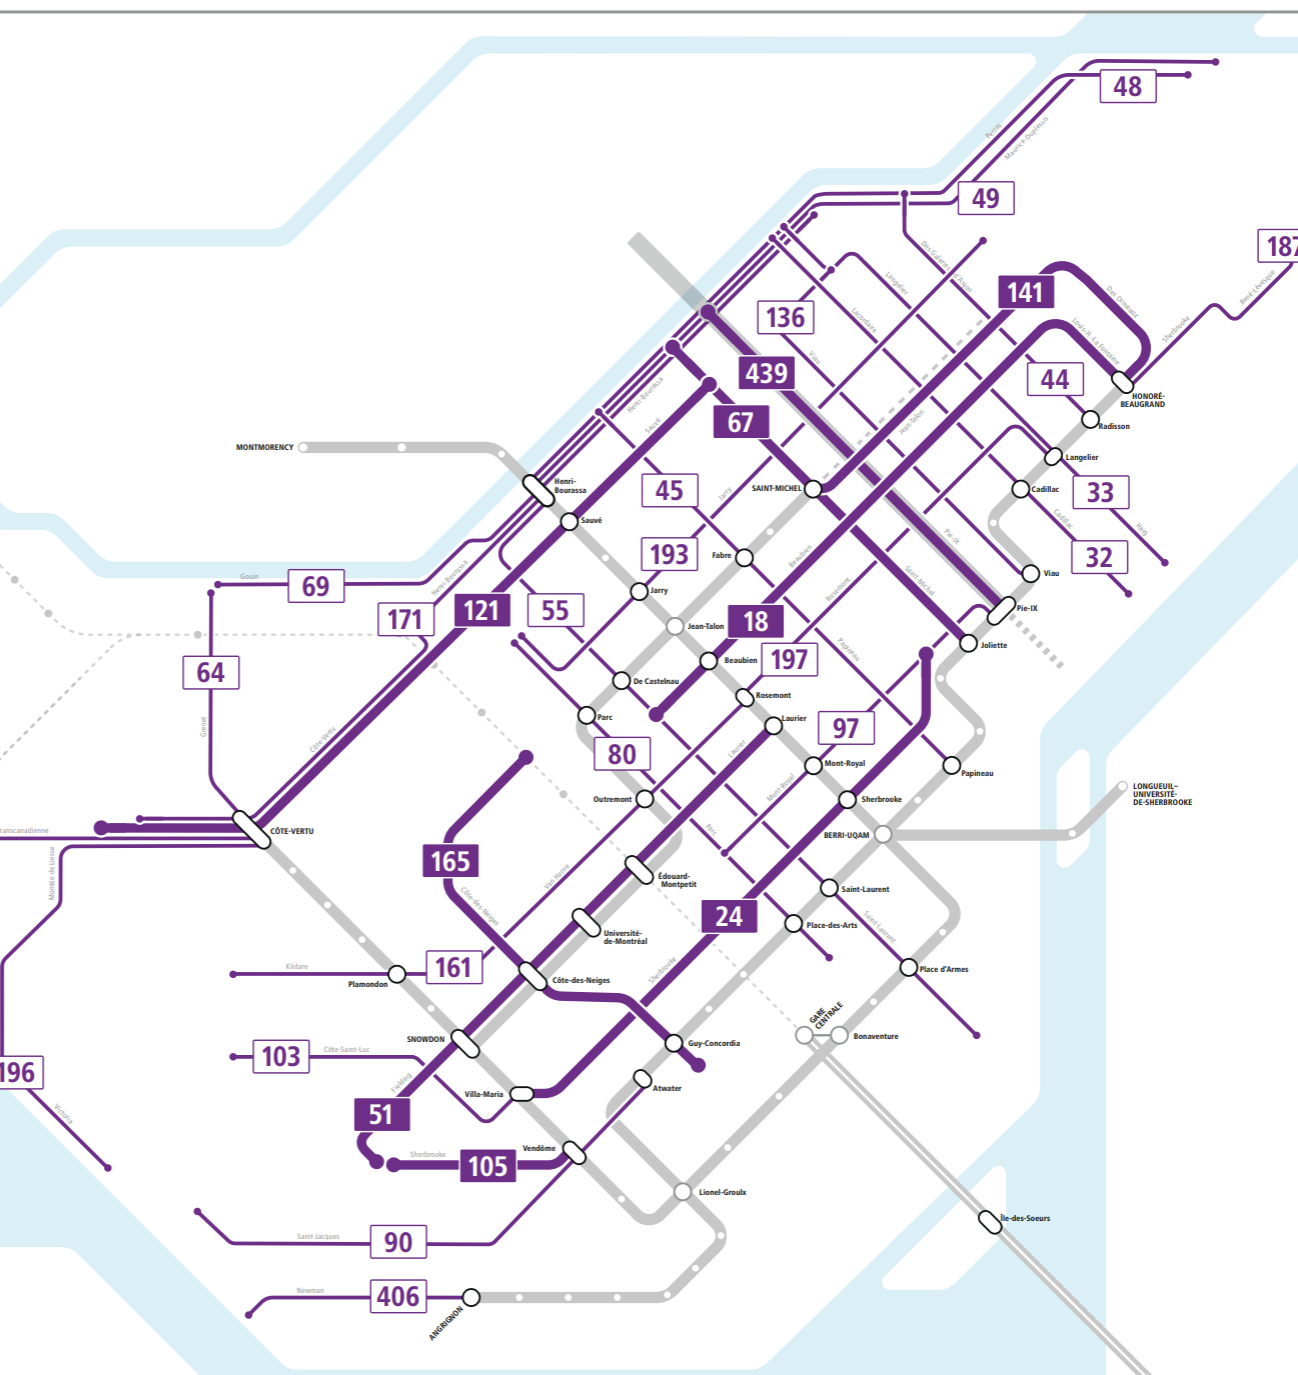 48
Perras
Maurice-Duplessis
49
187
René-Lévesque
Des Galeries-d'Anjou
Langelier
141
Des Ormeaux
136
Lacordaire
Louis-H.-La Fontaine
Sherbrooke
Viau
439
44
HONORÉ-
BEAUGRAND
Henri-Bourassa
67
Sauvé
Jean-Talon
Radisson
MONTMORENCY
Langelier
Henri-
Bourassa
45
Jarry
SAINT-MICHEL
Cadillac
33
Sauvé
Cadillac
Haig
Pie-IX
193
Fabre
Beaubien
32
Gouin
69
Henri-Bourassa
Jarry
Rosemont
Saint-Michel
Viau
171
121
55
18
Pie-IX
Jean-Talon
Papineau
Joliette
64
De Castelnau
Beaubien
197
Rosemont
Grenet
Côte-Vertu
Parc
Laurier
97
80
Laurier
Mont-Royal
Papineau
Outremont
Mont-Royal
Sherbrooke
LONGUEUIL–
UNIVERSITÉ-
DE-SHERBROOKE
CÔTE-VERTU
Parc
BERRI-UQAM
ranscanadienne
Montée de Liesse
165
Van Horne
Édouard-
Montpetit
Saint-Laurent
Côte-des-Neiges
24
Place-des-Arts
Saint-Laurent
Université-
de-Montréal
Kildare
161
Sherbrooke
Place d'Armes
Plamondon
Côte-des-Neiges
GARE
CENTRALE
SNOWDON
Guy-Concordia
Bonaventure
103
Côte-Saint-Luc
196
Fielding
Villa-Maria
Atwater
Victoria
51
Sherbrooke
105
Vendôme
Lionel-Groulx
Île-des-Soeurs
Saint-Jacques
90
Newman
406
ANGRIGNON